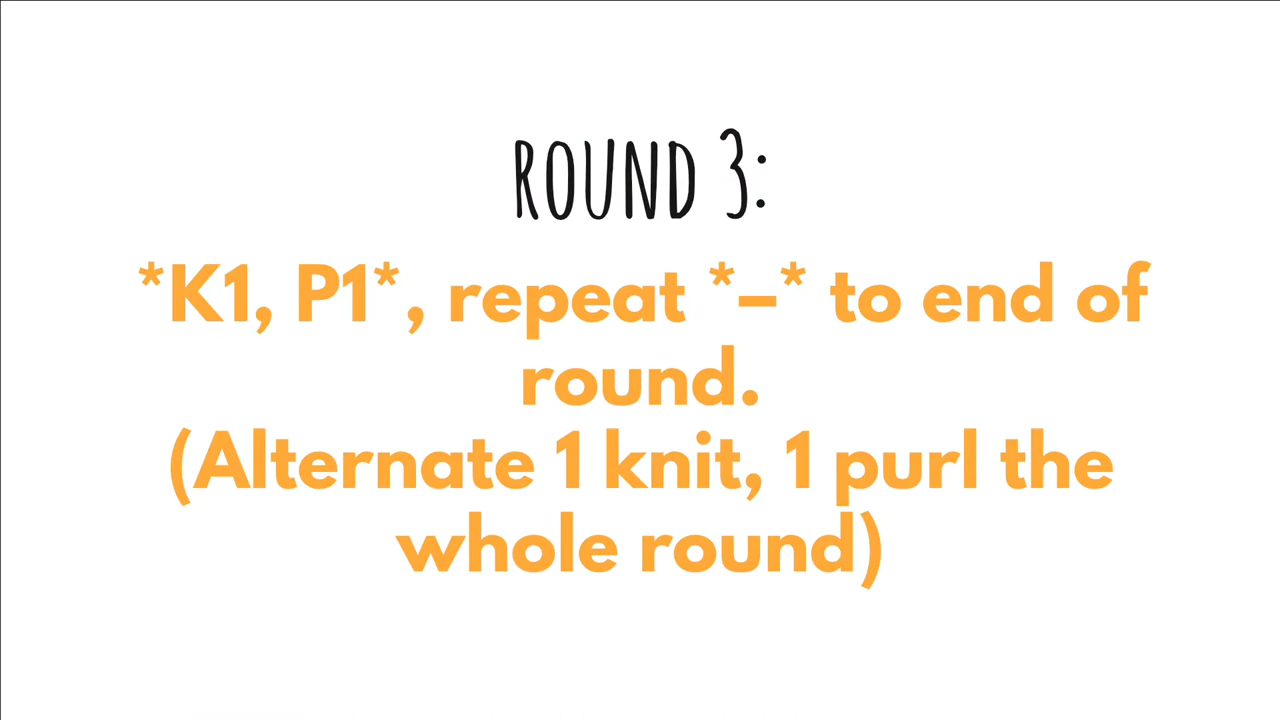 ROUND 3:
*K1, P1*, repeat *–* to end of
round.
(Alternate 1 knit, 1 purl the
whole round)